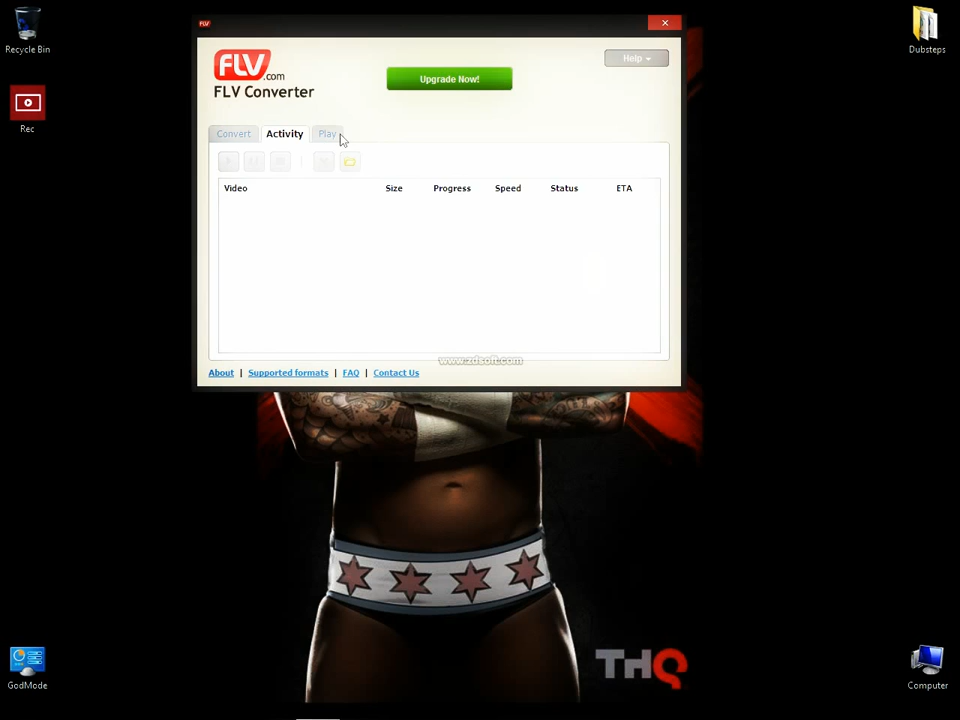 Recycle Bin
Rec
Dubsteps
FLV
FLV.com
FLV Converter
Upgrade Now!
Help
Convert
Activity
Play
Video
Size
Progress
Speed
Status
ETA
www.zdsoft.com
About | Supported formats | FAQ | Contact Us
THQ
GodMode
Computer